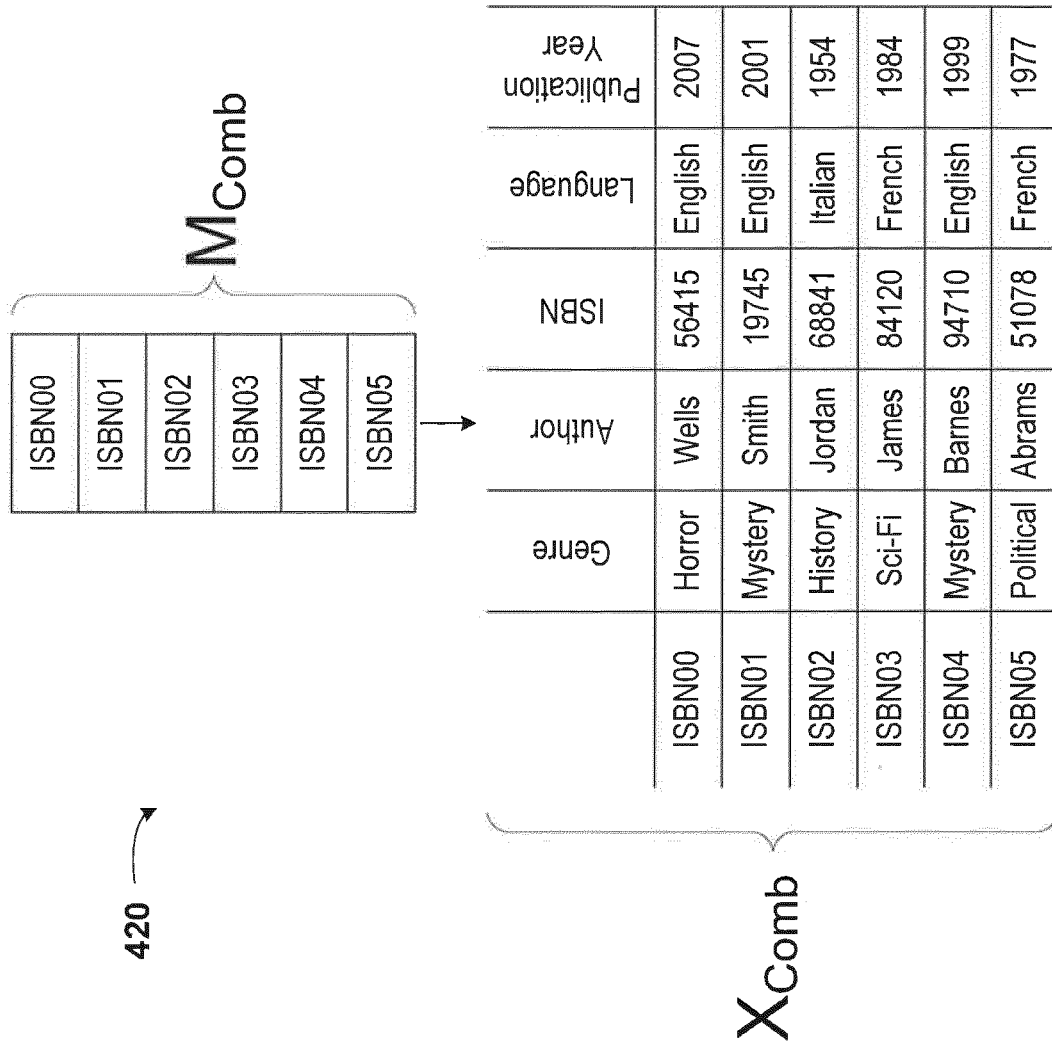 420
ISBN00
ISBN01
ISBN02
ISBN03
ISBN04
ISBN05
MComb
XComb
Genre Author ISBN Language Publication Year
ISBN00 Horror Wells 56415 English 2007
ISBN01 Mystery Smith 19745 English 2001
ISBN02 History Jordan 68841 Italian 1954
ISBN03 Sci-Fi James 84120 French 1984
ISBN04 Mystery Barnes 94710 English 1999
ISBN05 Political Abrams 51078 French 1977